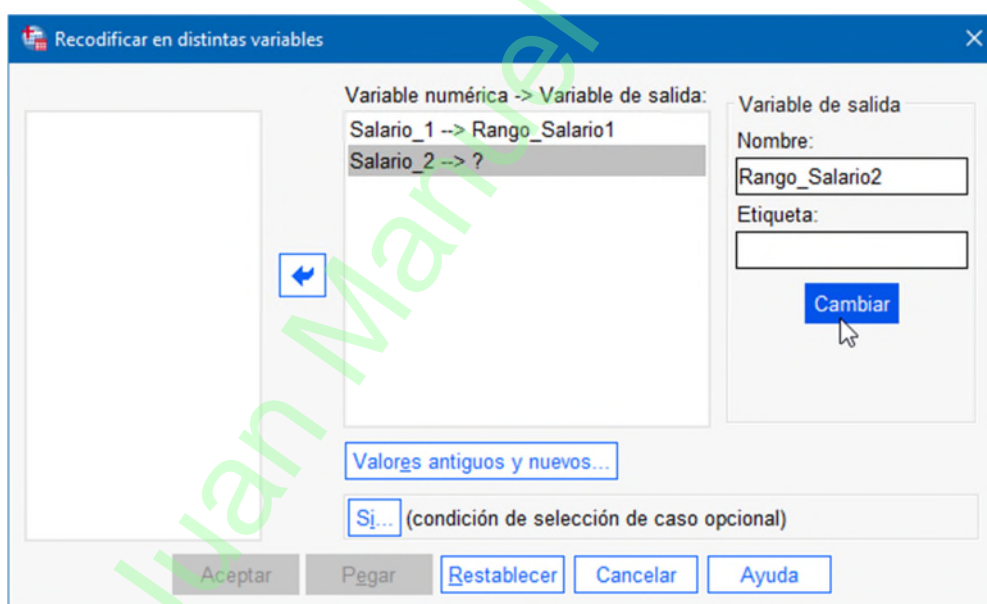 Recodificar en distintas variables
Variable numérica -> Variable de salida:
Salario_1 --> Rango_Salario1
Salario_2 --> ?
Variable de salida
Nombre:
Rango_Salario2
Etiqueta:
Cambiar
Valores antiguos y nuevos...
Si... (condición de selección de caso opcional)
Aceptar Pegar Restablecer Cancelar Ayuda
Juan Manuel